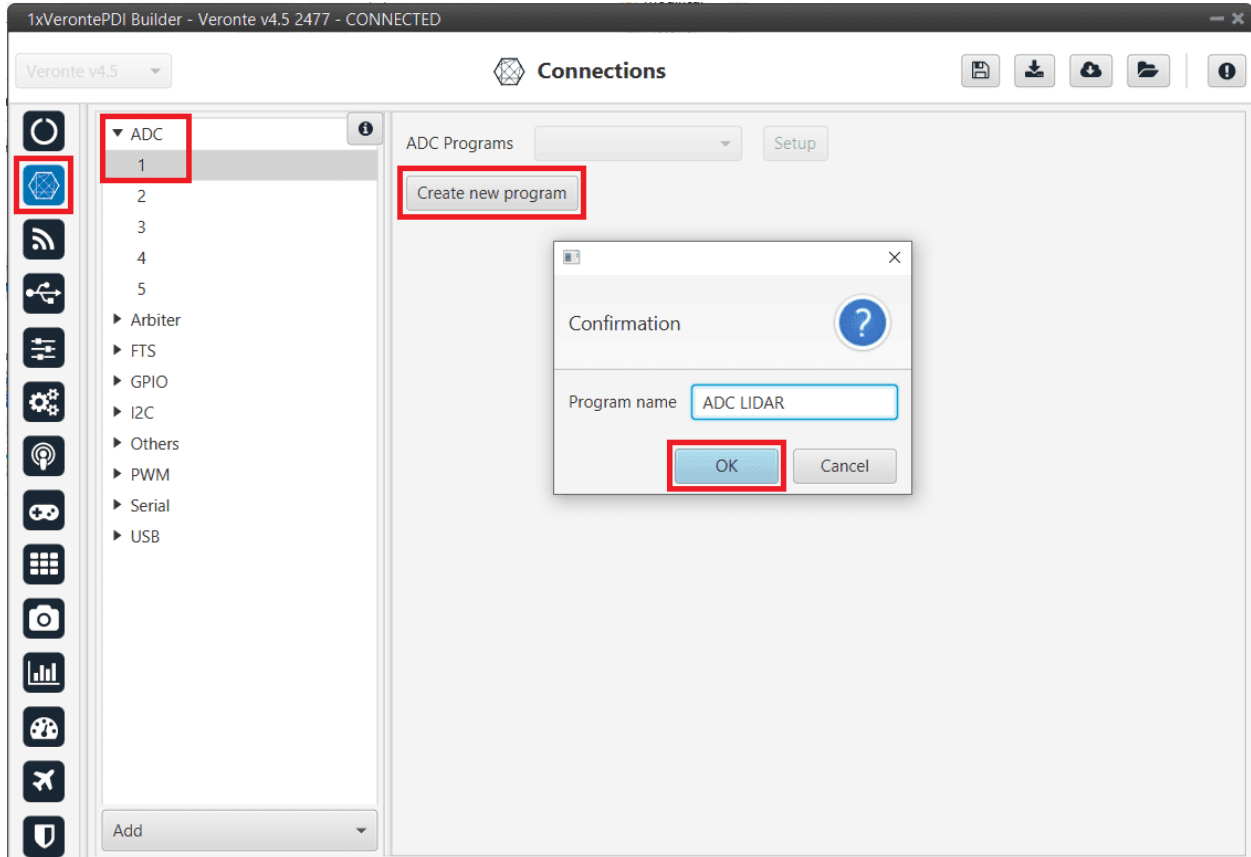 1xVerontePDI Builder - Veronte v4.5 2477 - CONNECTED
Veronte v4.5
Connections
ADC
1
2
3
4
5
Arbiter
FTS
GPIO
I2C
Others
PWM
Serial
USB
Add
ADC Programs
Setup
Create new program
Confirmation
Program name ADC LIDAR
OK Cancel